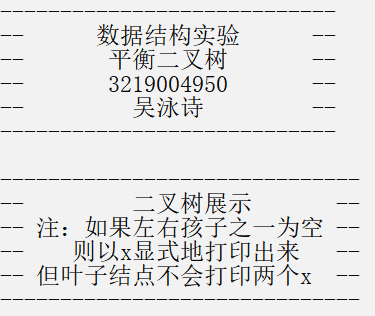 ----------------------------
--      数据结构实验      --
--       平衡二叉树       --
--       3219004950       --
--         吴泳诗         --
----------------------------
------------------------------
--         二叉树展示       --
-- 注：如果左右孩子之一为空 --
--    则以x显式地打印出来
-- 但叶子结点不会打印两个x  --
------------------------------